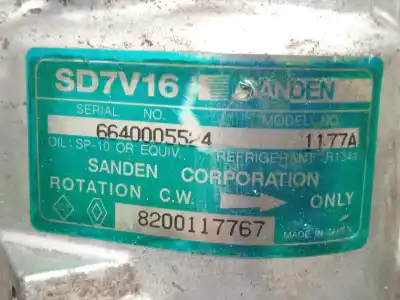 SD7V16 SANDEN
SERIAL NO. MODEL NO.
6640005524 1177A
OIL: SP-10 OR EQUIV. REFRIGERANT R134a
SANDEN CORPORATION
ROTATION C.W. ONLY
8200117767
MADE IN JAPAN